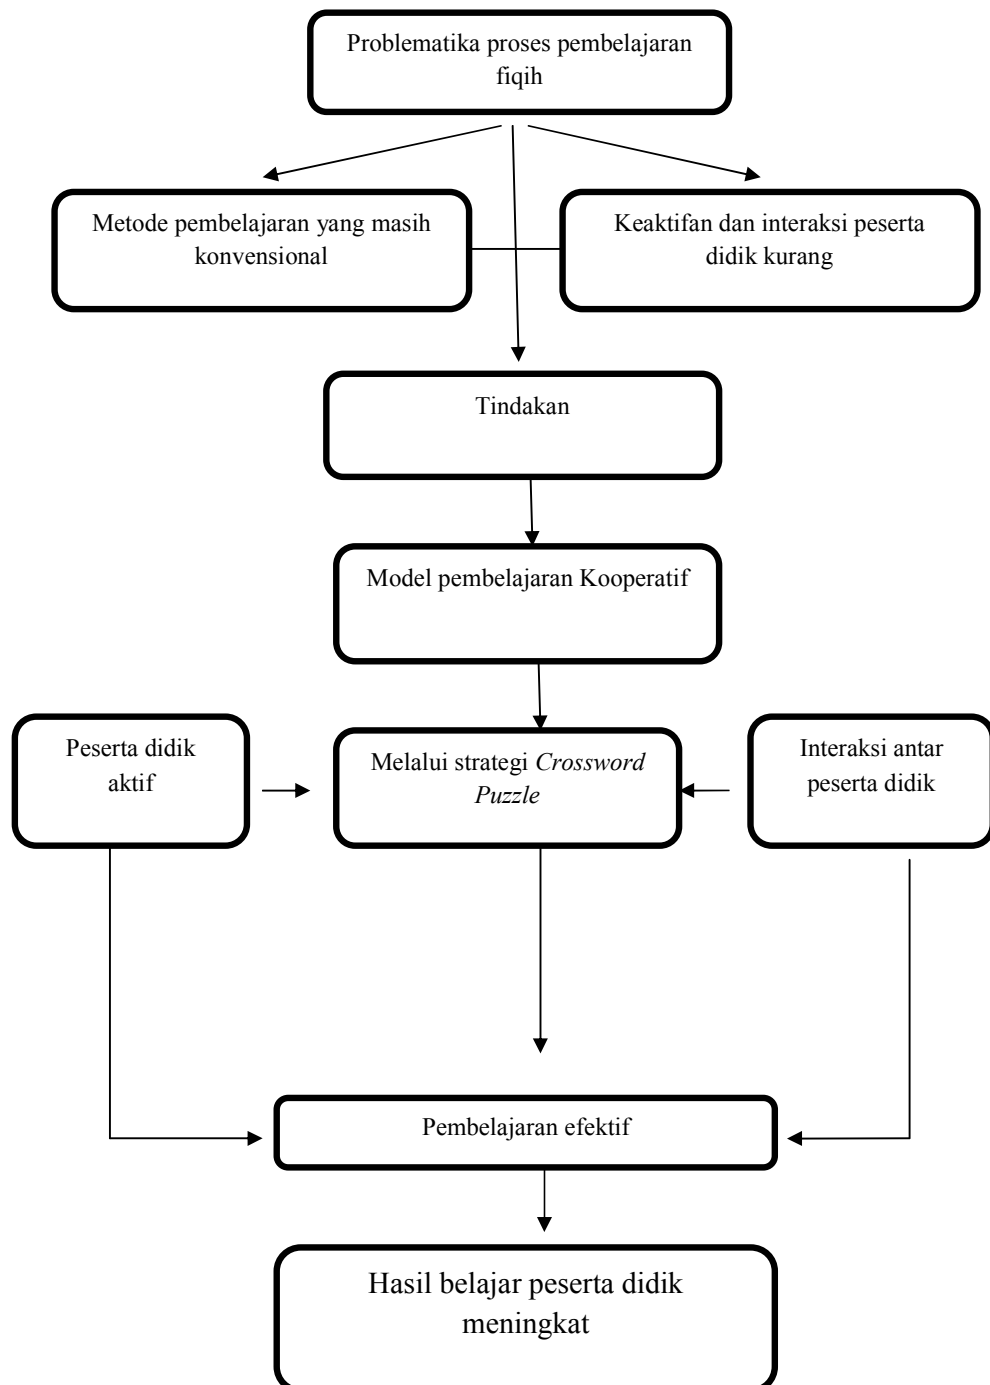 Problematika proses pembelajaran
fiqih
Metode pembelajaran yang masih
konvensional
Keaktifan dan interaksi peserta
didik kurang
Tindakan
Model pembelajaran Kooperatif
Peserta didik
aktif
Melalui strategi Crossword
Puzzle
Interaksi antar
peserta didik
Pembelajaran efektif
Hasil belajar peserta didik
meningkat